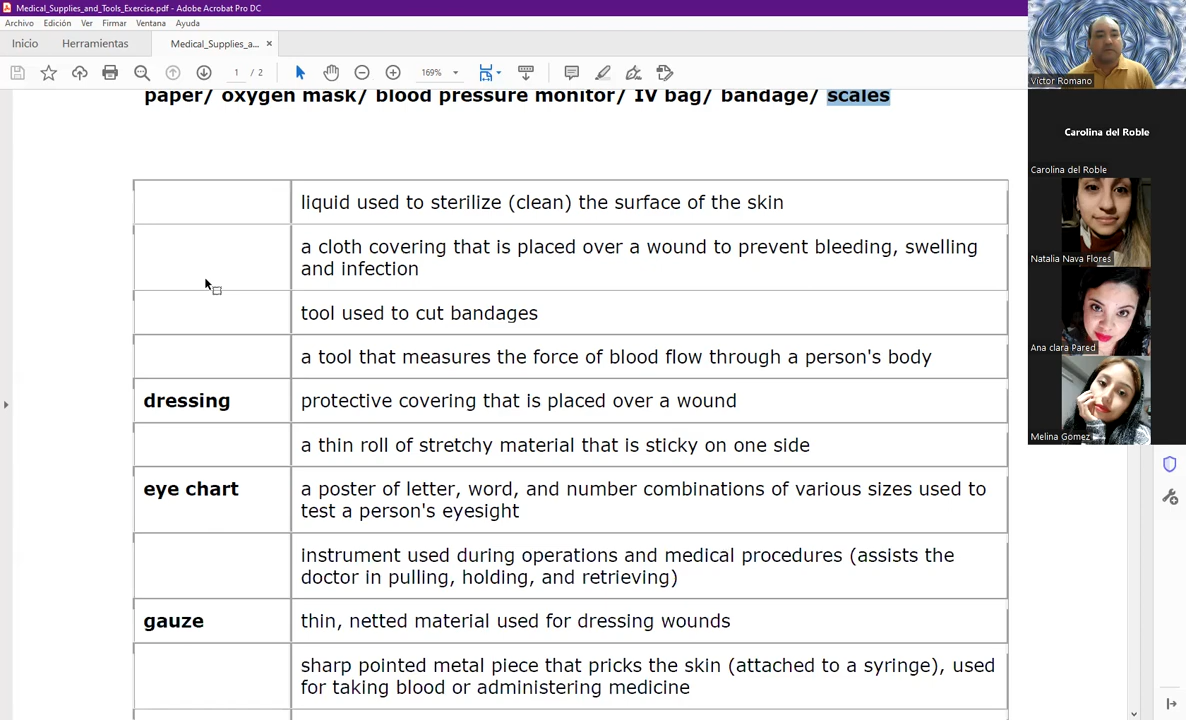 Medical_Supplies_and_Tools_Exercise.pdf - Adobe Acrobat Pro DC
Archivo Edición Ver Firmar Ventana Ayuda
Inicio Herramientas Medical_Supplies_a... ×
1 / 2 169%
paper/ oxygen mask/ blood pressure monitor/ IV bag/ bandage/ scales
liquid used to sterilize (clean) the surface of the skin
a cloth covering that is placed over a wound to prevent bleeding, swelling
and infection
tool used to cut bandages
a tool that measures the force of blood flow through a person's body
dressing protective covering that is placed over a wound
a thin roll of stretchy material that is sticky on one side
eye chart a poster of letter, word, and number combinations of various sizes used to
test a person's eyesight
instrument used during operations and medical procedures (assists the
doctor in pulling, holding, and retrieving)
gauze thin, netted material used for dressing wounds
sharp pointed metal piece that pricks the skin (attached to a syringe), used
for taking blood or administering medicine
Victor Romano
Carolina del Roble
Carolina del Roble
Natalia Nava Flores
Ana clara Pared
Melina Gomez